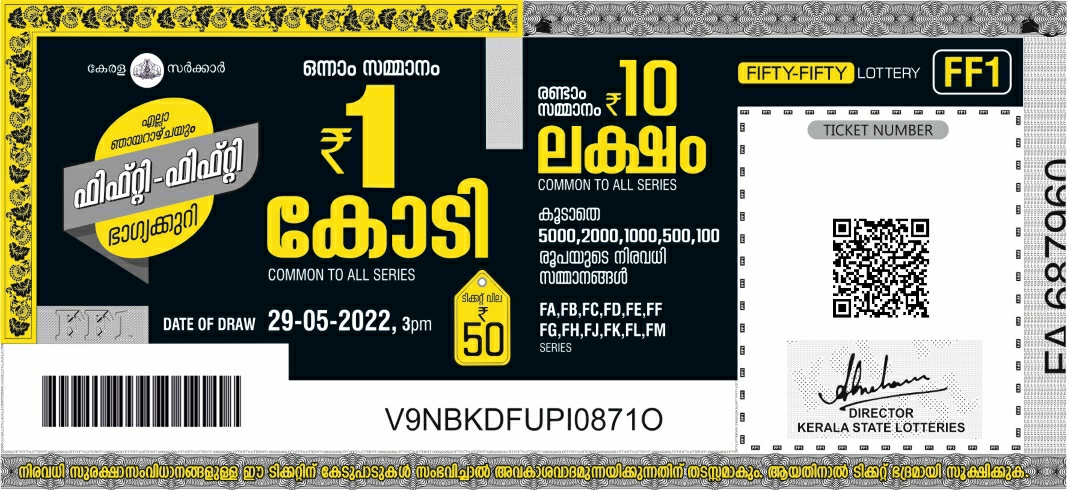 കേരള സർക്കാർ
എല്ലാ
ഞായറാഴ്ചയും
ഫിഫ്റ്റി-ഫിഫ്റ്റി
ഭാഗ്യക്കുറി
FF1
ഒന്നാം സമ്മാനം
₹1
കോടി
COMMON TO ALL SERIES
DATE OF DRAW 29-05-2022, 3pm
ടിക്കറ്റ് വില
₹
50
രണ്ടാം
സമ്മാനം ₹10
ലക്ഷം
COMMON TO ALL SERIES
കൂടാതെ
5000,2000,1000,500,100
രൂപയുടെ നിരവധി
സമ്മാനങ്ങൾ
FA,FB,FC,FD,FE,FF
FG,FH,FJ,FK,FL,FM
SERIES
FIFTY-FIFTY LOTTERY FF1
TICKET NUMBER
DIRECTOR
KERALA STATE LOTTERIES
FA 687960
V9NBKDFUPI0871O
നിരവധി സുരക്ഷാസംവിധാനങ്ങളുള്ള ഈ ടിക്കറ്റിന് കേടുപാടുകൾ സംഭവിച്ചാൽ അവകാശവാദമുന്നയിക്കുന്നതിന് തടസ്സമാകും. ആയതിനാൽ ടിക്കറ്റ് ഭദ്രമായി സൂക്ഷിക്കുക